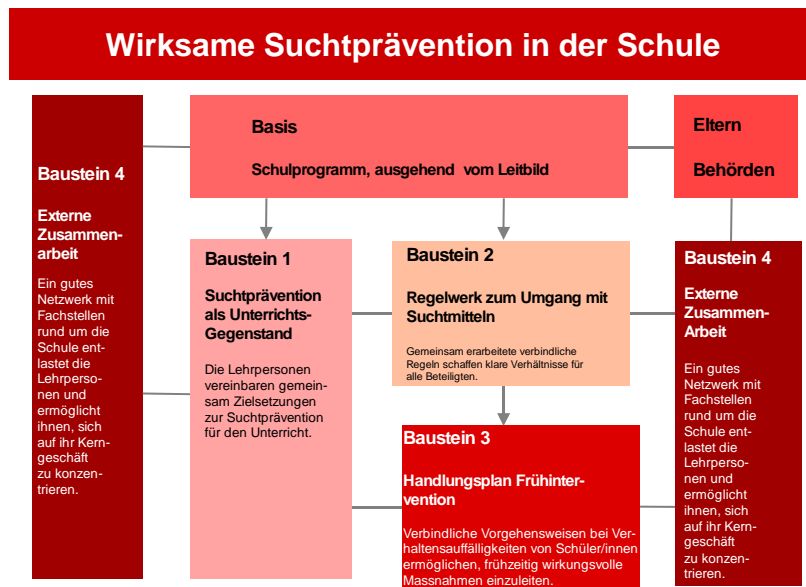 Wirksame Suchtprävention in der Schule
Baustein 4
Externe
Zusammen-
arbeit
Ein gutes
Netzwerk mit
Fachstellen
rund um die
Schule ent-
lastet die
Lehrperso-
nen und
ermöglicht
ihnen, sich
auf ihr Kern-
geschäft
zu konzen-
trieren.
Basis
Schulprogramm, ausgehend vom Leitbild
Eltern
Behörden
Baustein 1
Suchtprävention
als Unterrichts-
Gegenstand
Die Lehrpersonen
vereinbaren gemein-
sam Zielsetzungen
zur Suchtprävention
für den Unterricht.
Baustein 2
Regelwerk zum Umgang mit
Suchtmitteln
Gemeinsam erarbeitete verbindliche
Regeln schaffen klare Verhältnisse für
alle Beteiligten.
Baustein 3
Handlungsplan Frühinter-
vention
Verbindliche Vorgehensweisen bei Ver-
haltensauffälligkeiten von Schüler/innen
ermöglichen, frühzeitig wirkungsvolle
Massnahmen einzuleiten.
Baustein 4
Externe
Zusammen-
Arbeit
Ein gutes
Netzwerk mit
Fachstellen
rund um die
Schule ent-
lastet die
Lehrperso-
nen und
ermöglicht
ihnen, sich
auf ihr Kern-
geschäft
zu konzen-
trieren.